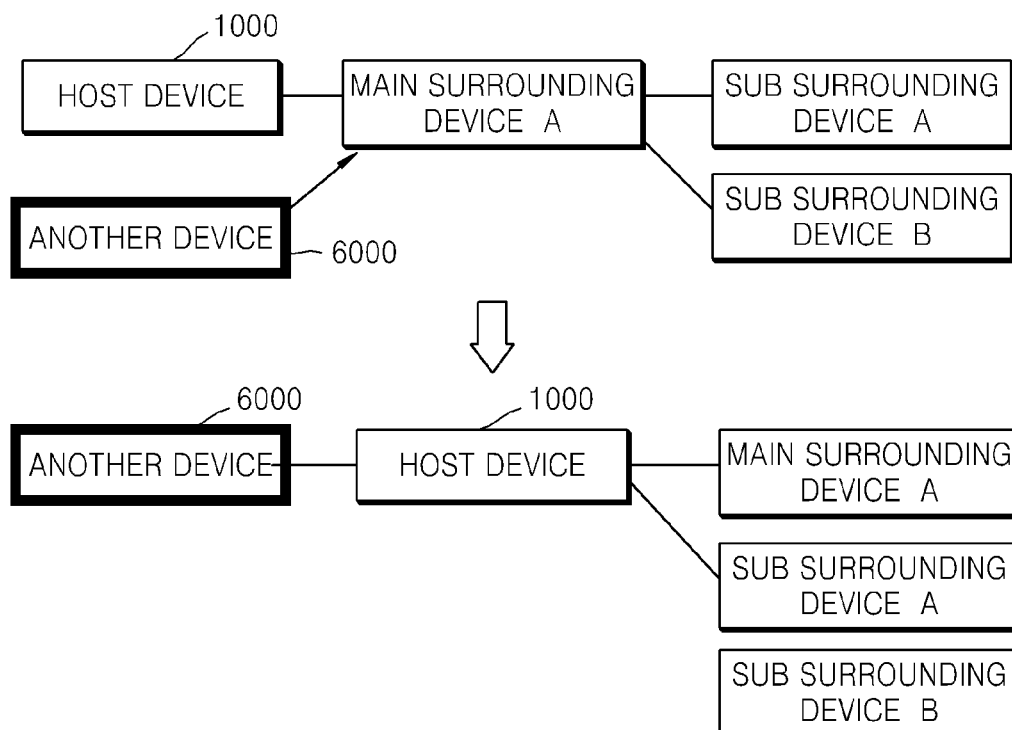 1000
HOST DEVICE
MAIN SURROUNDING
DEVICE A
SUB SURROUNDING
DEVICE A
SUB SURROUNDING
DEVICE B
ANOTHER DEVICE
6000
6000
1000
ANOTHER DEVICE
HOST DEVICE
MAIN SURROUNDING
DEVICE A
SUB SURROUNDING
DEVICE A
SUB SURROUNDING
DEVICE B